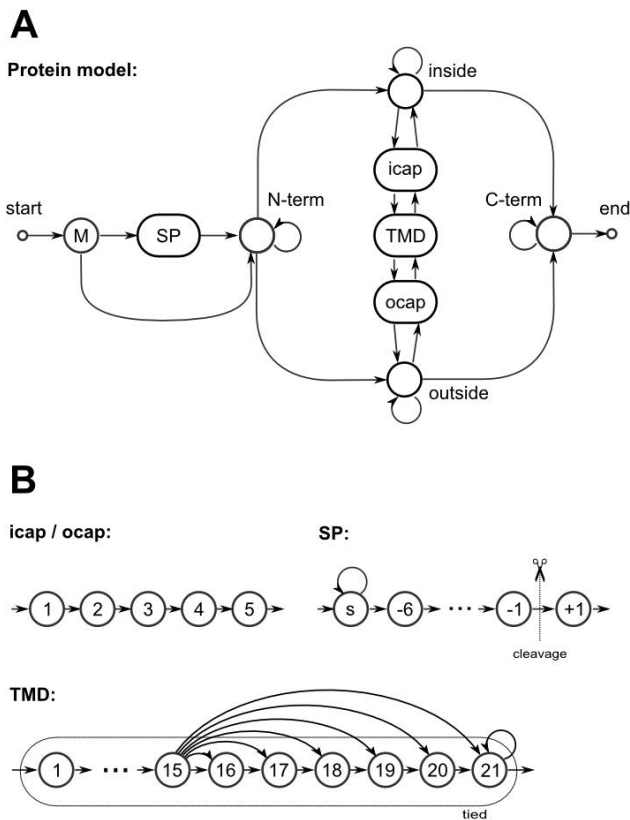 A
Protein model:
inside
icap
N-term
C-term
start
M
SP
TMD
end
ocap
outside
B
icap / ocap:
SP:
1 2 3 4 5
s -6 ··· -1 +1
cleavage
TMD:
1 ··· 15 16 17 18 19 20 21
tied